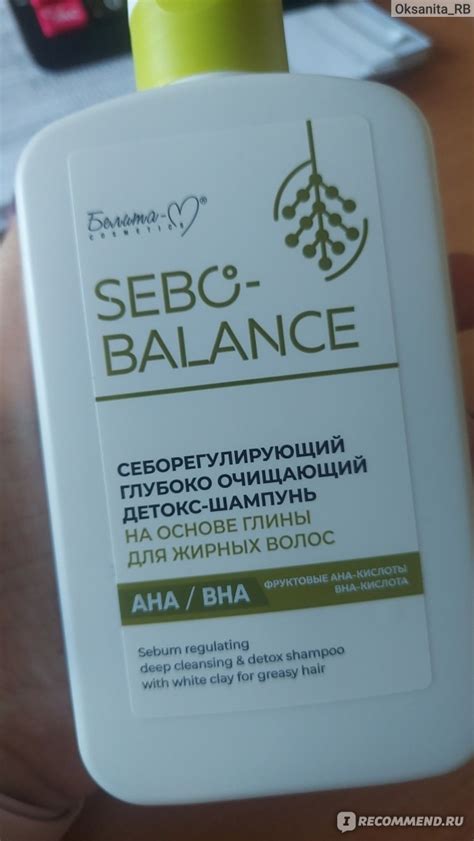 Oksanita_RB
Белита-М®
COSMETICS
SEBO-
BALANCE
СЕБОРЕГУЛИРУЮЩИЙ
ГЛУБОКО ОЧИЩАЮЩИЙ
ДЕТОКС-ШАМПУНЬ
НА ОСНОВЕ ГЛИНЫ
ДЛЯ ЖИРНЫХ ВОЛОС
AHA / BHA
ФРУКТОВЫЕ АНА-КИСЛОТЫ
ВНА-КИСЛОТА
Sebum regulating
deep cleansing & detox shampoo
with white clay for greasy hair
I RECOMMEND.RU